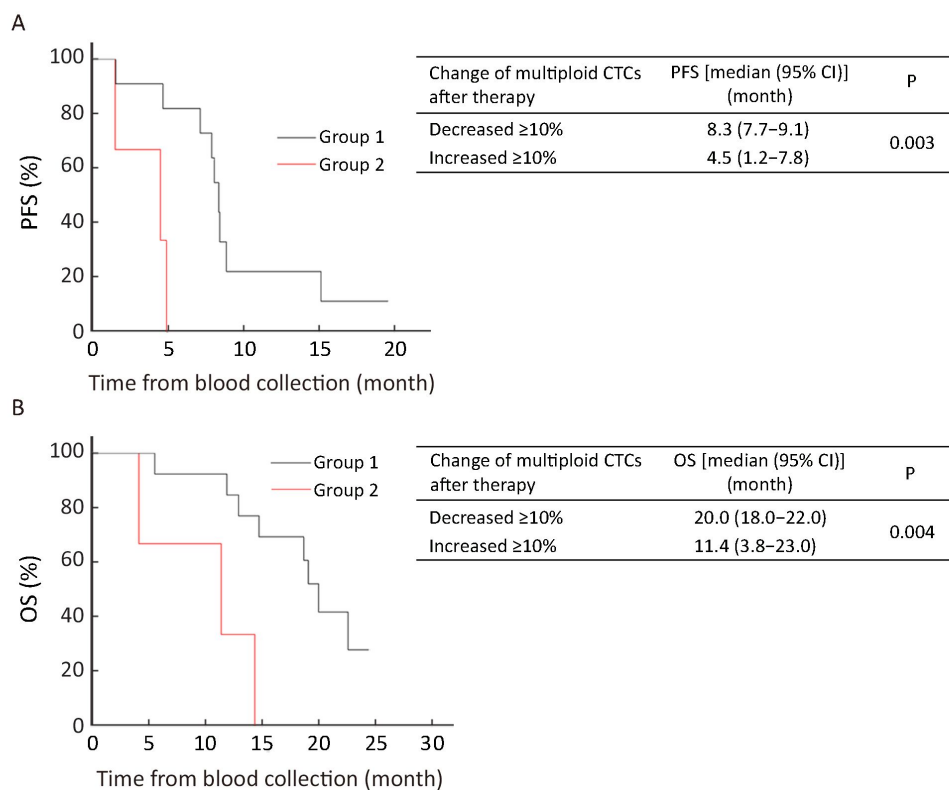 A
100
80
60
40
20
0
PFS (%)
Group 1
Group 2
0 5 10 15 20
Time from blood collection (month)
Change of multiploid CTCs PFS [median (95% CI)] P
after therapy (month)
Decreased ≥10% 8.3 (7.7–9.1)
0.003
Increased ≥10% 4.5 (1.2–7.8)
B
100
80
60
40
20
0
OS (%)
Group 1
Group 2
0 5 10 15 20 25 30
Time from blood collection (month)
Change of multiploid CTCs OS [median (95% CI)] P
after therapy (month)
Decreased ≥10% 20.0 (18.0–22.0)
0.004
Increased ≥10% 11.4 (3.8–23.0)